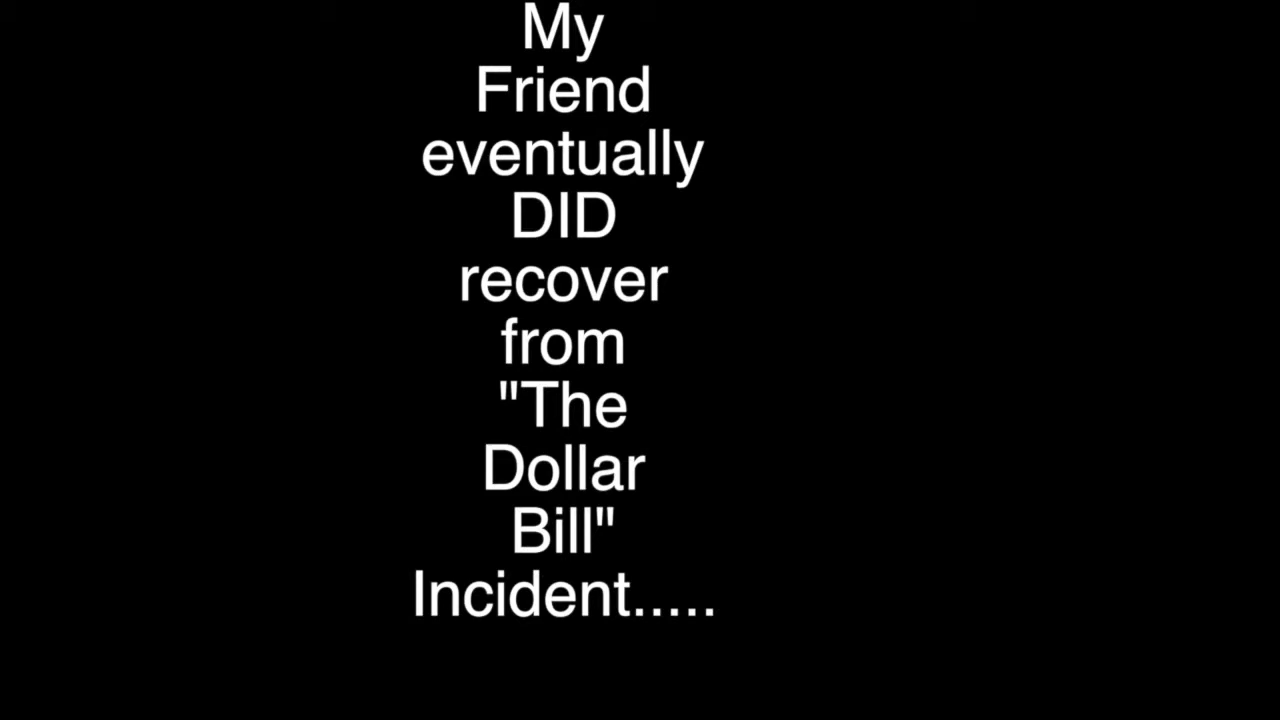 My
Friend
eventually
DID
recover
from
"The
Dollar
Bill"
Incident.....